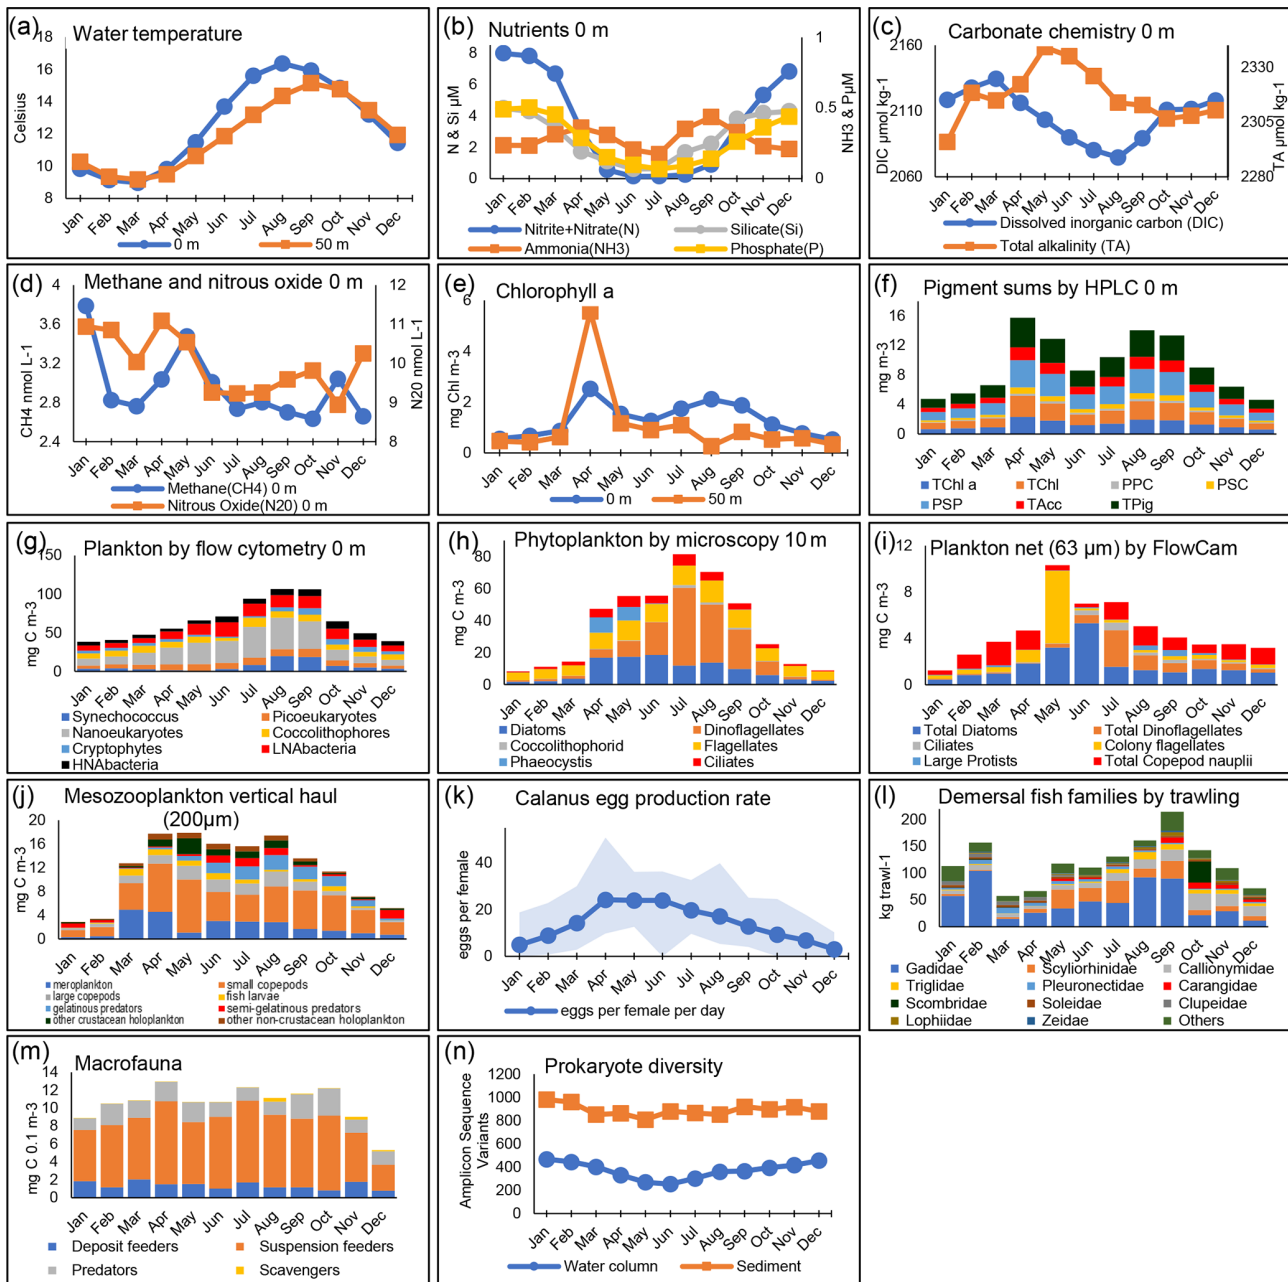 (a) Water temperature
18
16
14
12
10
8
Celsius
Jan Feb Mar Apr May Jun Jul Aug Sep Oct Nov Dec
0 m 50 m
(b) Nutrients 0 m
8
6
4
2
0
N & Si µM
1
0.5
0
NH3 & PµM
Jan Feb Mar Apr May Jun Jul Aug Sep Oct Nov Dec
Nitrite+Nitrate(N) Silicate(Si)
Ammonia(NH3) Phosphate(P)
(c) Carbonate chemistry 0 m
2160
2110
2060
DIC µmol kg-1
2330
2305
2280
TA µmol kg-1
Jan Feb Mar Apr May Jun Jul Aug Sep Oct Nov Dec
Dissolved inorganic carbon (DIC)
Total alkalinity (TA)
(d) Methane and nitrous oxide 0 m
4
3.6
3.2
2.8
2.4
CH4 nmol L-1
12
11
10
9
8
N20 nmol L-1
Jan Feb Mar Apr May Jun Jul Aug Sep Oct Nov Dec
Methane(CH4) 0 m
Nitrous Oxide(N20) 0 m
(e) Chlorophyll a
6
4
2
0
mg Chl m-3
Jan Feb Mar Apr May Jun Jul Aug Sep Oct Nov Dec
0 m 50 m
(f) Pigment sums by HPLC 0 m
16
12
8
4
0
mg m-3
Jan Feb Mar Apr May Jun Jul Aug Sep Oct Nov Dec
TChl a TChl PPC PSC
PSP TAcc TPig
(g) Plankton by flow cytometry 0 m
150
100
50
0
mg C m-3
Jan Feb Mar Apr May Jun Jul Aug Sep Oct Nov Dec
Synechococcus Picoeukaryotes
Nanoeukaryotes Coccolithophores
Cryptophytes LNAbacteria
HNAbacteria
(h) Phytoplankton by microscopy 10 m
80
60
40
20
0
mg C m-3
Jan Feb Mar Apr May Jun Jul Aug Sep Oct Nov Dec
Diatoms Dinoflagellates
Coccolithophorid Flagellates
Phaeocystis Ciliates
(i) Plankton net (63 µm) by FlowCam
12
8
4
0
mg C m-3
Jan Feb Mar Apr May Jun Jul Aug Sep Oct Nov Dec
Total Diatoms Total Dinoflagellates
Ciliates Colony flagellates
Large Protists Total Copepod nauplii
(j) Mesozooplankton vertical haul
(200µm)
20
16
12
8
4
0
mg C m-3
Jan Feb Mar Apr May Jun Jul Aug Sep Oct Nov Dec
meroplankton small copepods
large copepods fish larvae
gelatinous predators semi-gelatinous predators
other crustacean holoplankton other non-crustacean holoplankton
(k) Calanus egg production rate
40
20
0
eggs per female
Jan Feb Mar Apr May Jun Jul Aug Sep Oct Nov Dec
eggs per female per day
(l) Demersal fish families by trawling
200
150
100
50
0
kg trawl-1
Jan Feb Mar Apr May Jun Jul Aug Sep Oct Nov Dec
Gadidae Scyliorhinidae Callionymidae
Triglidae Pleuronectidae Carangidae
Scombridae Soleidae Clupeidae
Lophiidae Zeidae Others
(m) Macrofauna
14
12
10
8
6
4
2
0
mg C 0.1 m-3
Jan Feb Mar Apr May Jun Jul Aug Sep Oct Nov Dec
Deposit feeders Suspension feeders
Predators Scavengers
(n) Prokaryote diversity
1200
1000
800
600
400
200
0
Amplicon Sequence
Variants
Jan Feb Mar Apr May Jun Jul Aug Sep Oct Nov Dec
Water column Sediment